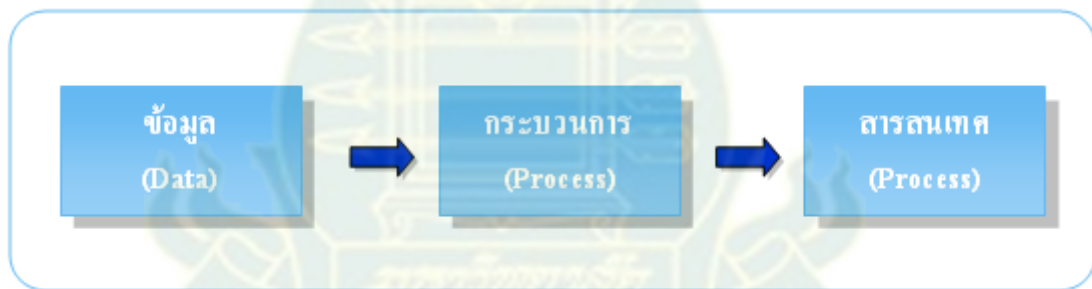 ข้อมูล
(Data)
กระบวนการ
(Process)
สารสนเทศ
(Process)